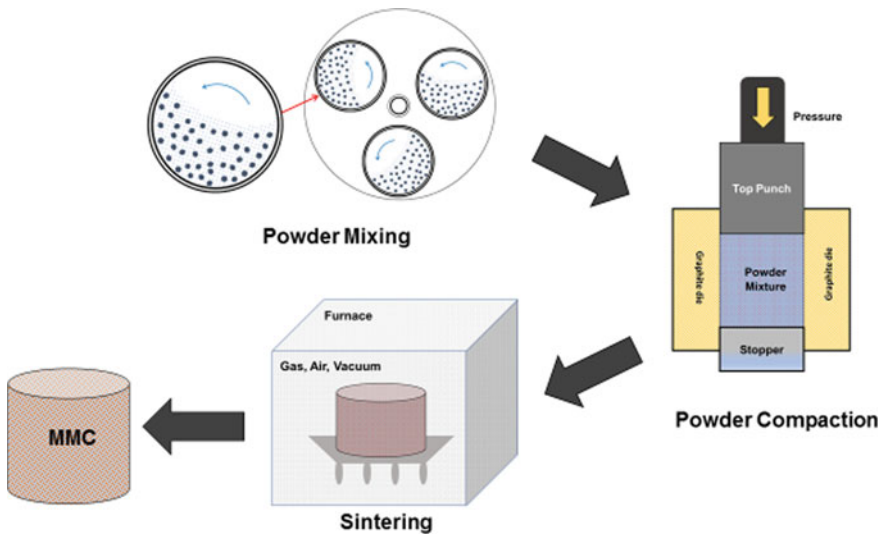 Powder Mixing
Pressure
Top Punch
Graphite die
Powder
Mixture
Graphite die
Stopper
Powder Compaction
Furnace
Gas, Air, Vacuum
Sintering
MMC